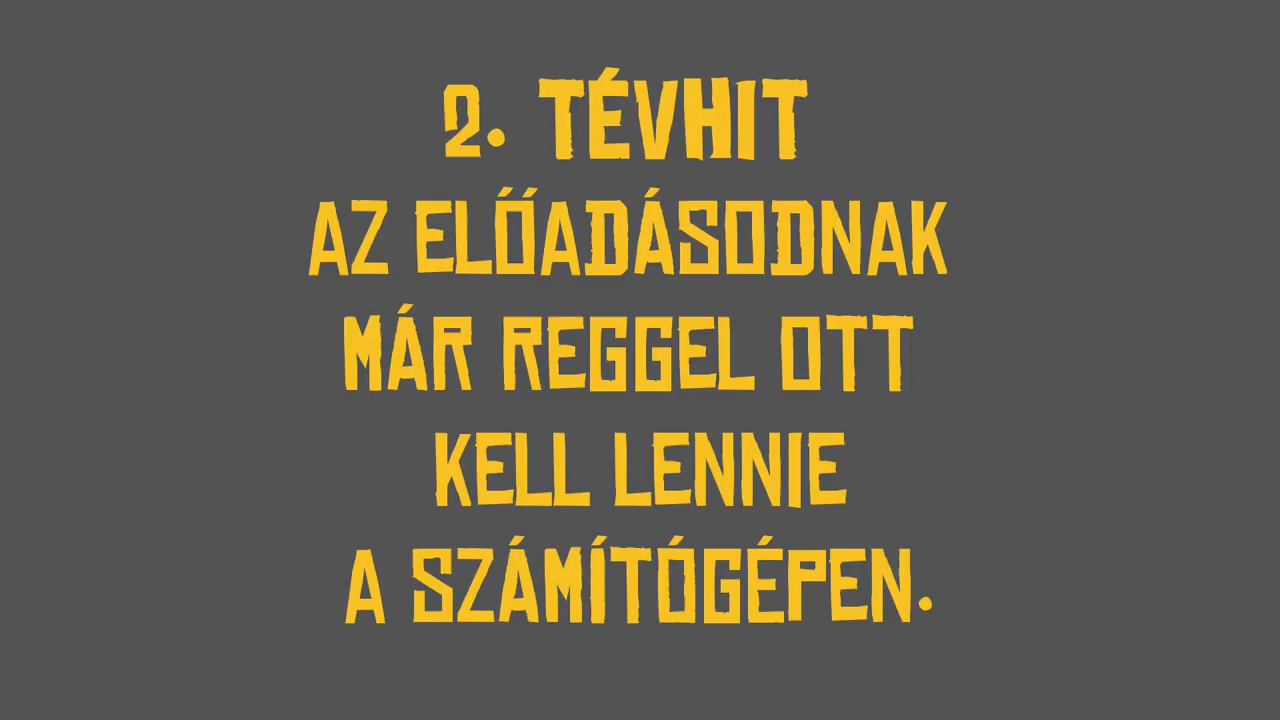 2. TÉVHIT
AZ ELŐADÁSODNAK
MÁR REGGEL OTT
KELL LENNIE
A SZÁMÍTÓGÉPEN.